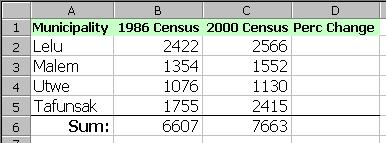 A B C D
1 Municipality 1986 Census 2000 Census Perc Change
2 Lelu 2422 2566
3 Malem 1354 1552
4 Utwe 1076 1130
5 Tafunsak 1755 2415
6 Sum: 6607 7663